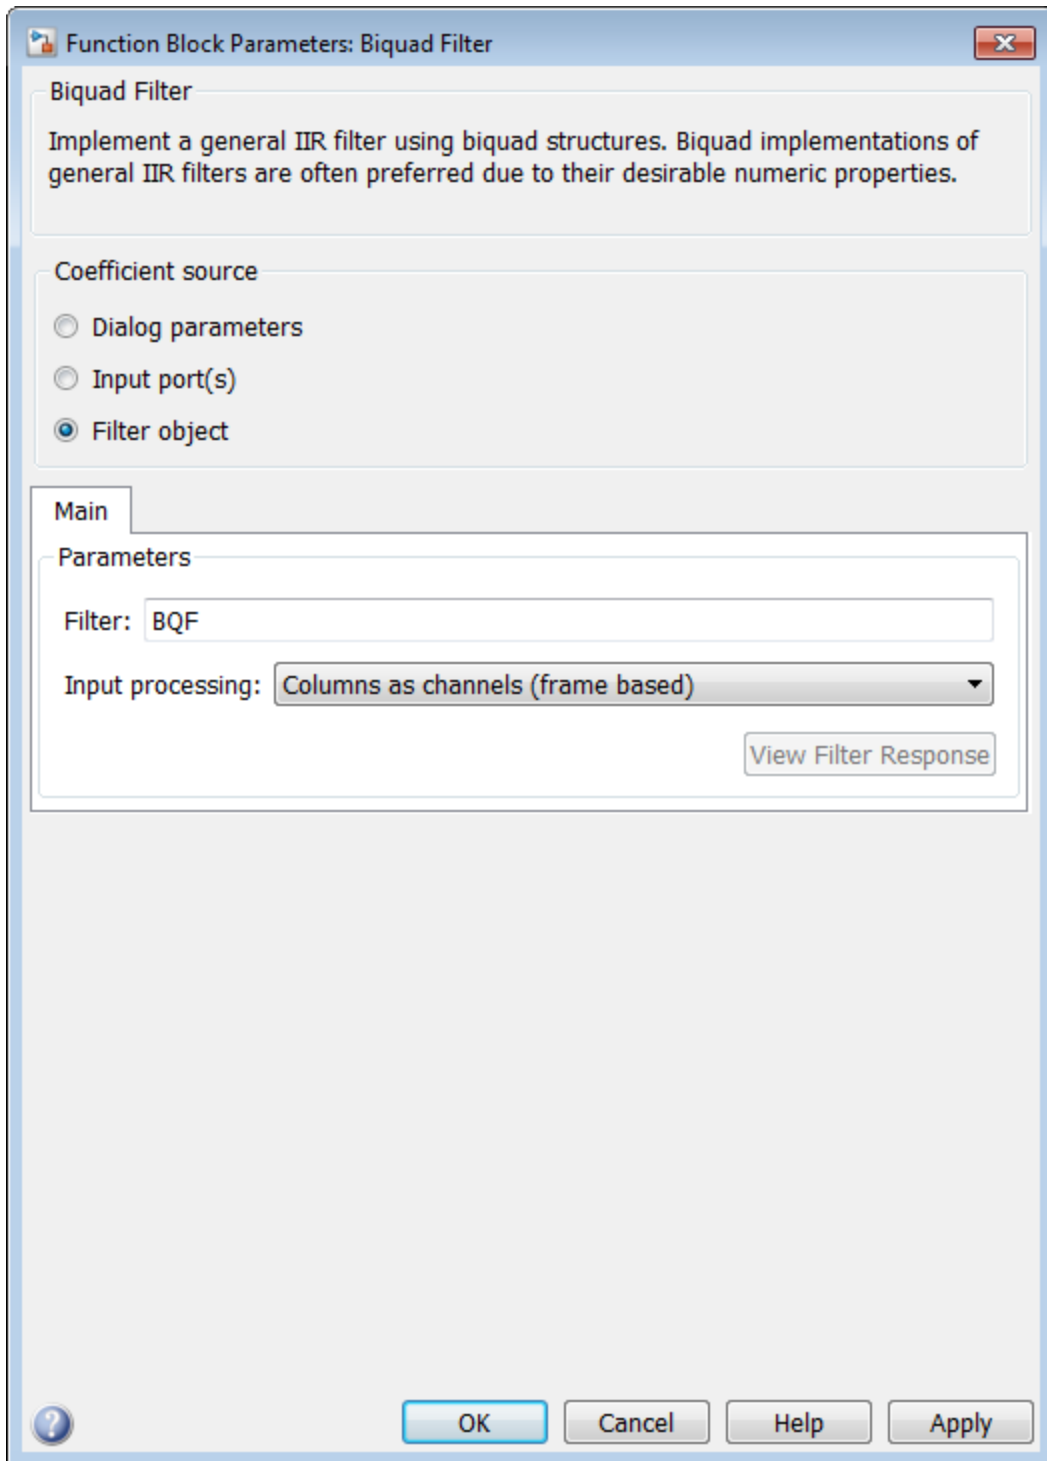 Function Block Parameters: Biquad Filter
Biquad Filter
Implement a general IIR filter using biquad structures. Biquad implementations of
general IIR filters are often preferred due to their desirable numeric properties.
Coefficient source
Dialog parameters
Input port(s)
Filter object
Main
Parameters
Filter: BQF
Input processing: Columns as channels (frame based)
View Filter Response
? OK Cancel Help Apply